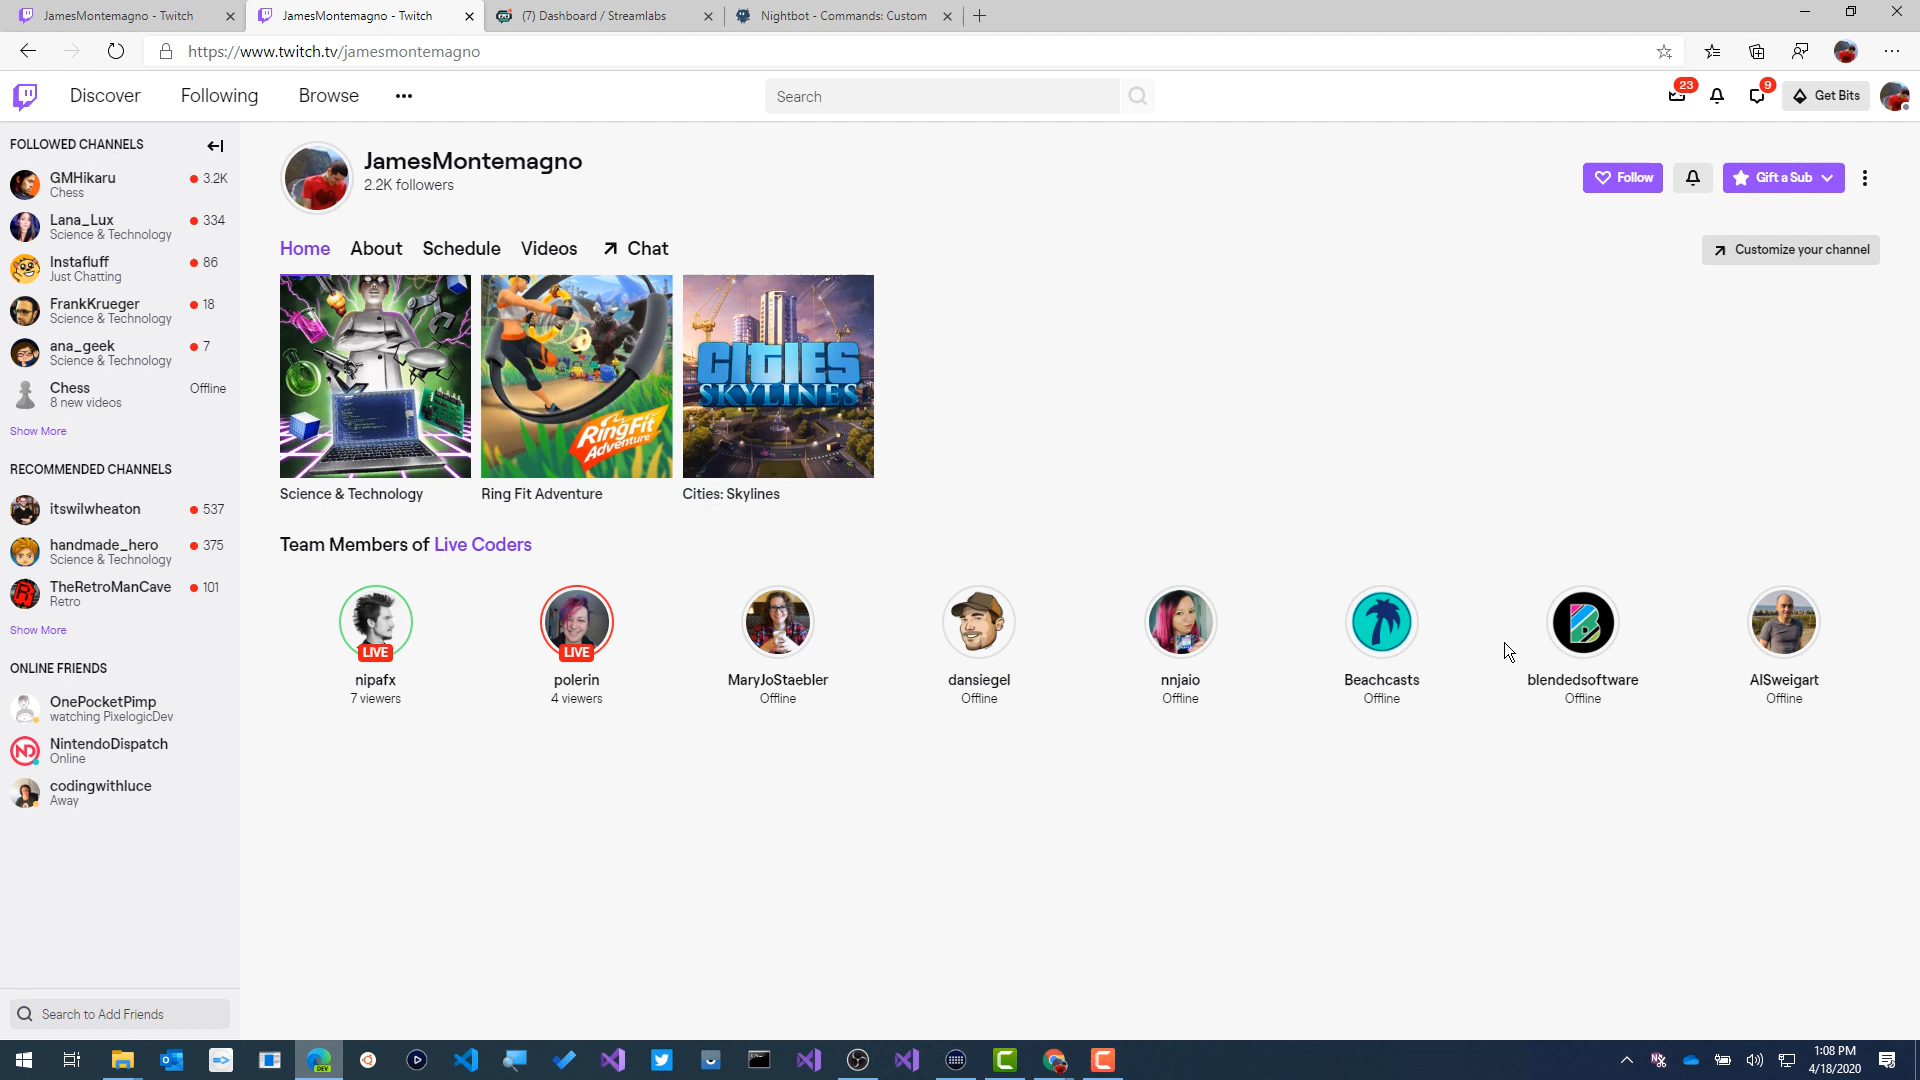 JamesMontemagno - Twitch
JamesMontemagno - Twitch
(7) Dashboard / Streamlabs
Nightbot - Commands: Custom
https://www.twitch.tv/jamesmontemagno
Discover
Following
Browse
Search
23
9
Get Bits
FOLLOWED CHANNELS
GMHikaru
3.2K
Chess
Lana_Lux
334
Science & Technology
Instafluff
86
Just Chatting
FrankKrueger
18
Science & Technology
ana_geek
7
Science & Technology
Chess
Offline
8 new videos
Show More
RECOMMENDED CHANNELS
itswilwheaton
537
handmade_hero
375
Science & Technology
TheRetroManCave
101
Retro
Show More
ONLINE FRIENDS
OnePocketPimp
watching PixelogicDev
NintendoDispatch
Online
codingwithluce
Away
Search to Add Friends
JamesMontemagno
2.2K followers
Follow
Gift a Sub
Home
About
Schedule
Videos
Chat
Customize your channel
RingFit
Adventure
CITIES
SKYLINES
Science & Technology
Ring Fit Adventure
Cities: Skylines
Team Members of Live Coders
LIVE
LIVE
nipafx
polerin
MaryJoStaebler
dansiegel
nnjaio
Beachcasts
blendedsoftware
AlSweigart
7 viewers
4 viewers
Offline
Offline
Offline
Offline
Offline
Offline
DEV
1:08 PM
4/18/2020